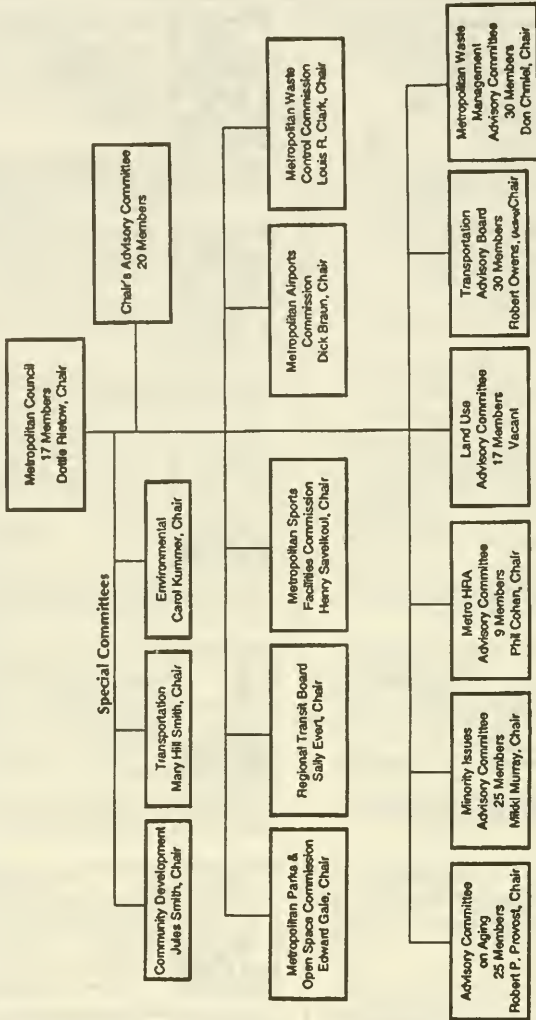 Metropolitan Council
17 Members
Dottie Rietow, Chair
Chair's Advisory Committee
20 Members
Special Committees
Community Development
Jules Smith, Chair
Transportation
Mary Hill Smith, Chair
Environmental
Carol Kummer, Chair
Metropolitan Parks &
Open Space Commission
Edward Gale, Chair
Regional Transit Board
Sally Evert, Chair
Metropolitan Sports
Facilities Commission
Henry Savelkoul, Chair
Metropolitan Airports
Commission
Dick Braun, Chair
Metropolitan Waste
Control Commission
Louis R. Clark, Chair
Advisory Committee
on Aging
25 Members
Robert P. Provost, Chair
Minority Issues
Advisory Committee
25 Members
Mikki Murray, Chair
Metro HRA
Advisory Committee
9 Members
Phil Cohan, Chair
Land Use
Advisory Committee
17 Members
Vacant
Transportation
Advisory Board
30 Members
Robert Owens, (Acting) Chair
Metropolitan Waste
Management
Advisory Committee
30 Members
Don Chmiel, Chair